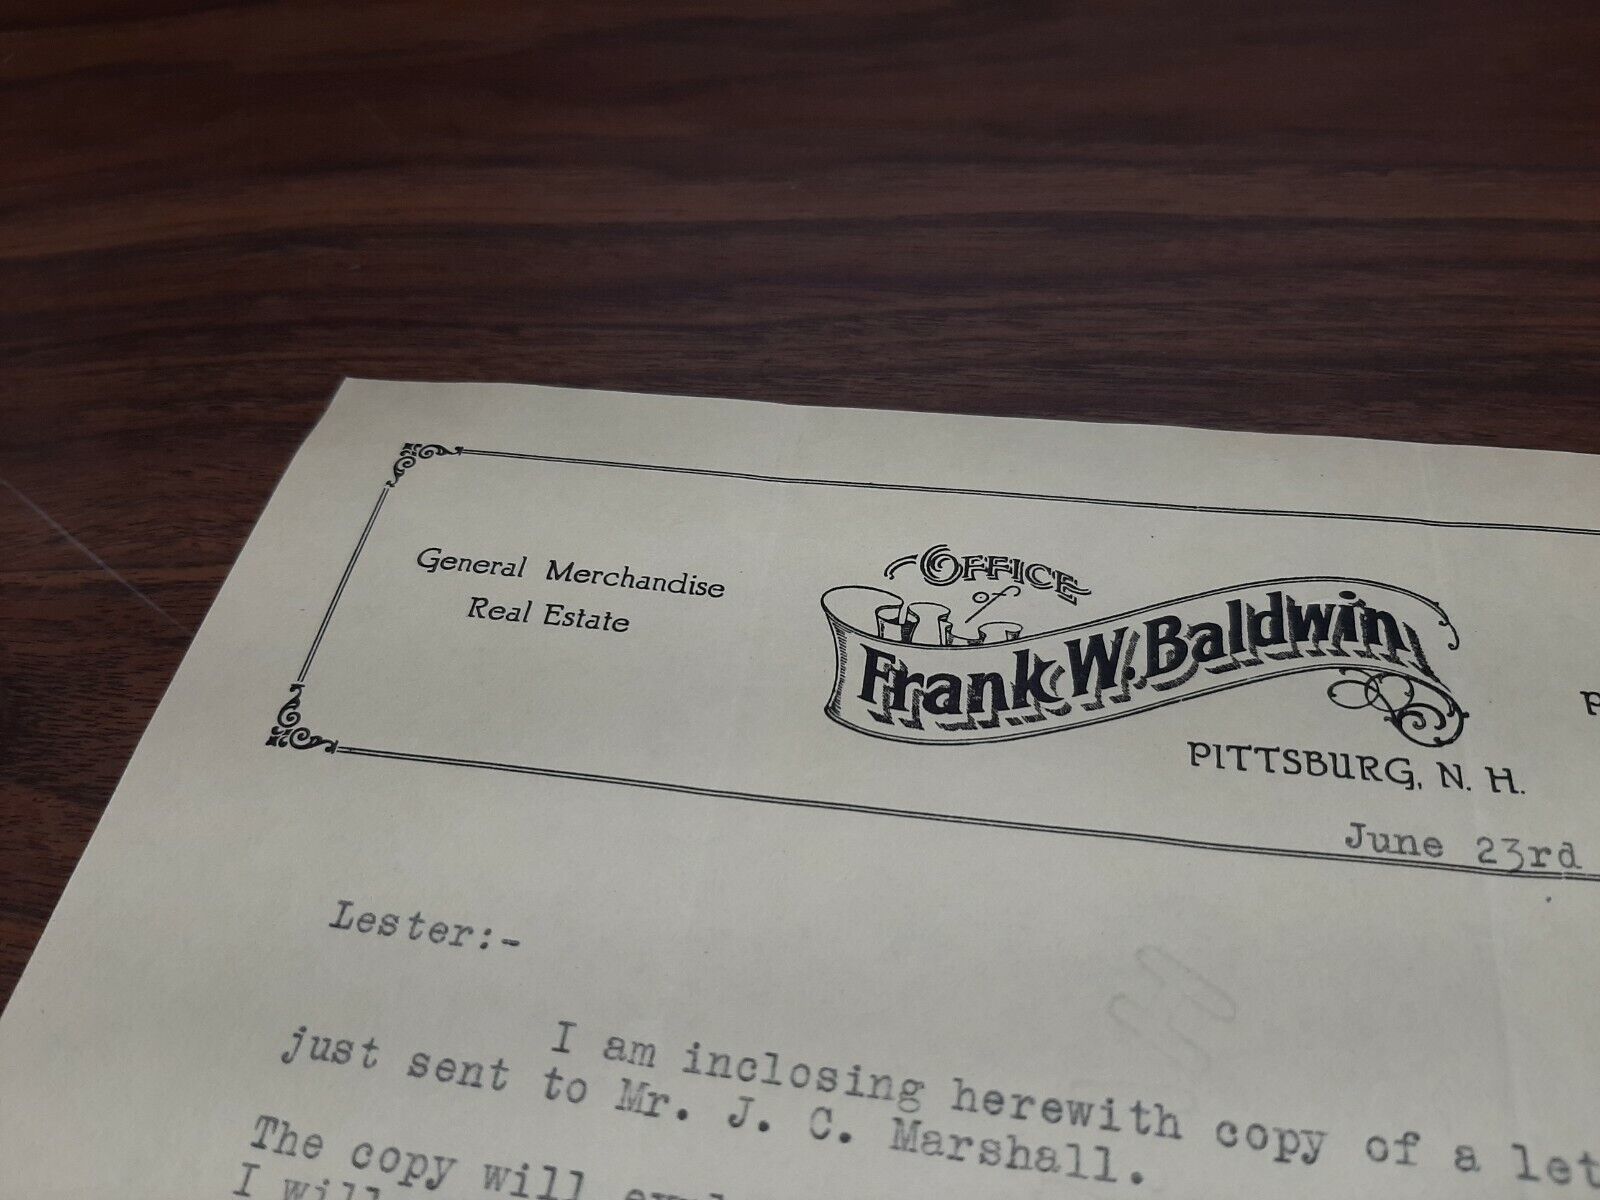 General Merchandise
Real Estate
OFFICE
OF
Frank W. Baldwin
PITTSBURG, N. H.
June 23rd
Lester:-
I am inclosing herewith copy of a let
just sent to Mr. J. C. Marshall.
The copy will
I will